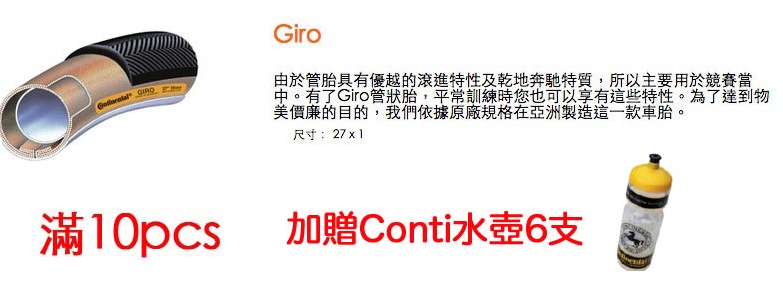 Giro
由於管胎具有優越的滾進特性及乾地奔馳特質，所以主要用於競賽當
中。有了Giro管狀胎，平常訓練時您也可以享有這些特性。為了達到物
美價廉的目的，我們依據原廠規格在亞洲製造這一款車胎。
尺寸： 27 x 1
Continental
GIRO
滿10pcs
加贈Conti水壺6支
Continental